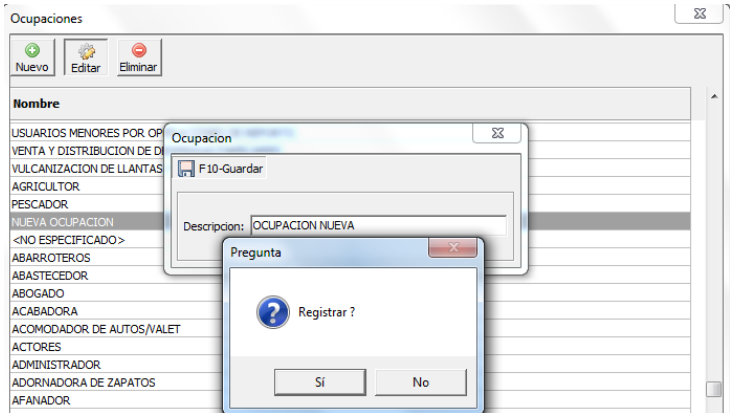 Ocupaciones
Nuevo Editar Eliminar
Nombre
USUARIOS MENORES POR OP
VENTA Y DISTRIBUCION DE
VULCANIZACION DE LLANTAS
AGRICULTOR
PESCADOR
NUEVA OCUPACION
<NO ESPECIFICADO>
ABARROTEROS
ABASTECEDOR
ABOGADO
ACABADORA
ACOMODADOR DE AUTOS/VALET
ACTORES
ADMINISTRADOR
ADORNADORA DE ZAPATOS
AFANADOR
Ocupacion
F10-Guardar
Descripcion: OCUPACION NUEVA
Pregunta
Registrar ?
Sí No